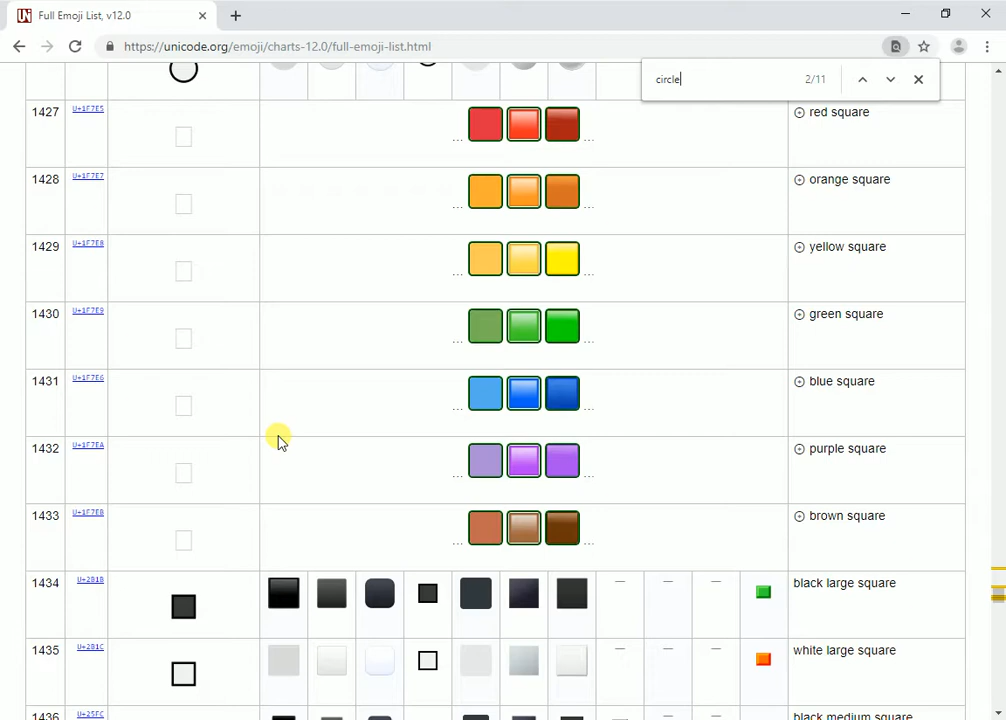 Full Emoji List, v12.0
https://unicode.org/emoji/charts-12.0/full-emoji-list.html
circle 2/11
1427 U+1F7E5 … … red square
1428 U+1F7E7 … … orange square
1429 U+1F7E8 … … yellow square
1430 U+1F7E9 … … green square
1431 U+1F7E6 … … blue square
1432 U+1F7EA … … purple square
1433 U+1F7EB … … brown square
1434 U+2B1B — — — black large square
1435 U+2B1C — — — white large square
1436 U+25FC black medium square